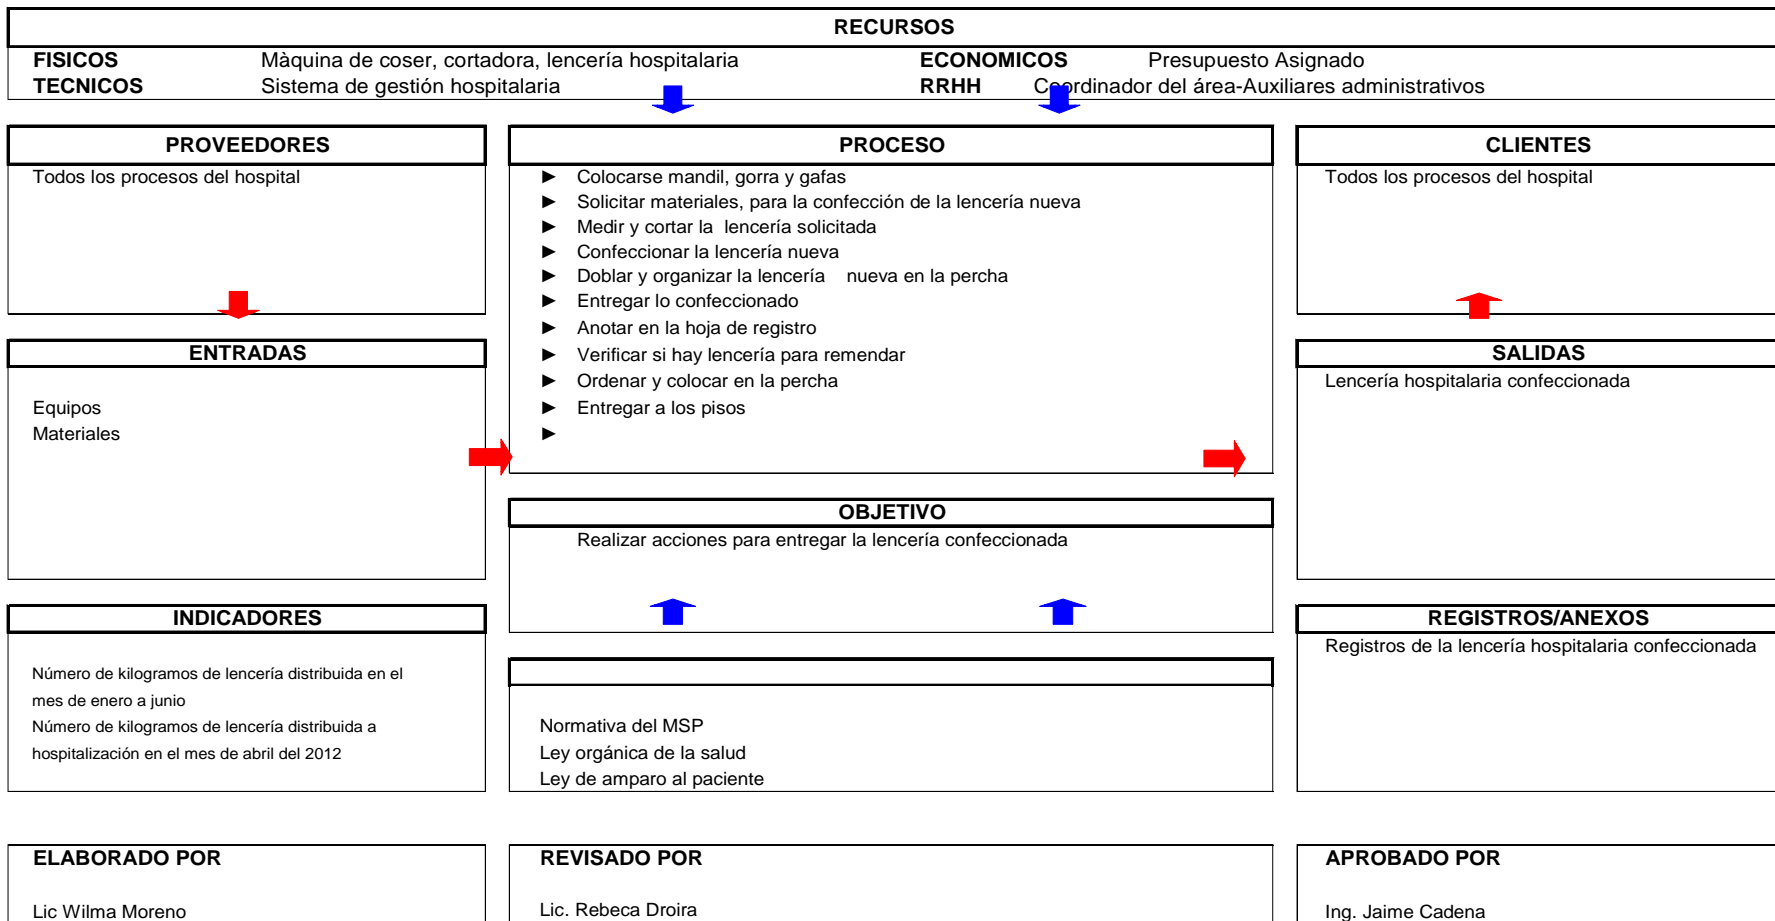 RECURSOS
FISICOS Màquina de coser, cortadora, lencería hospitalaria ECONOMICOS Presupuesto Asignado
TECNICOS Sistema de gestión hospitalaria RRHH Coordinador del área-Auxiliares administrativos
PROVEEDORES
Todos los procesos del hospital
ENTRADAS
Equipos
Materiales
INDICADORES
Número de kilogramos de lencería distribuida en el
mes de enero a junio
Número de kilogramos de lencería distribuida a
hospitalización en el mes de abril del 2012
PROCESO
► Colocarse mandil, gorra y gafas
► Solicitar materiales, para la confección de la lencería nueva
► Medir y cortar la lencería solicitada
► Confeccionar la lencería nueva
► Doblar y organizar la lencería nueva en la percha
► Entregar lo confeccionado
► Anotar en la hoja de registro
► Verificar si hay lencería para remendar
► Ordenar y colocar en la percha
► Entregar a los pisos
►
OBJETIVO
Realizar acciones para entregar la lencería confeccionada
Normativa del MSP
Ley orgánica de la salud
Ley de amparo al paciente
CLIENTES
Todos los procesos del hospital
SALIDAS
Lencería hospitalaria confeccionada
REGISTROS/ANEXOS
Registros de la lencería hospitalaria confeccionada
ELABORADO POR
Lic Wilma Moreno
REVISADO POR
Lic. Rebeca Droira
APROBADO POR
Ing. Jaime Cadena